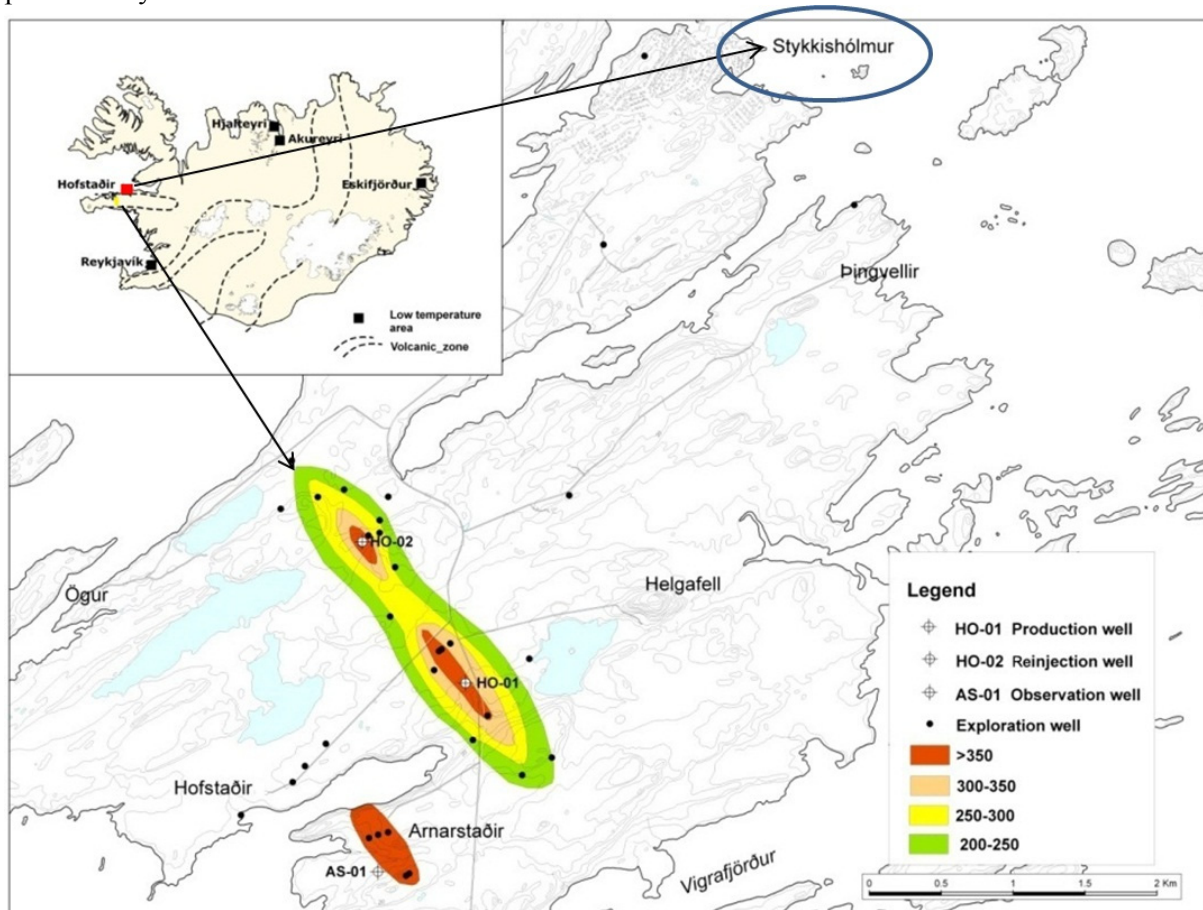 Stykkishólmur
Hjalteyri
Akureyri
Hofstaðir
Eskifjörður
Reykjavík
Low temperature
area
Volcanic_zone
Þingvellir
HO-02
Ögur
Helgafell
HO-01
Hofstaðir
Arnarstaðir
AS-01
Vigrafjörður
Legend
HO-01 Production well
HO-02 Reinjection well
AS-01 Observation well
Exploration well
>350
300-350
250-300
200-250
0 0.5 1 1.5 2 Km